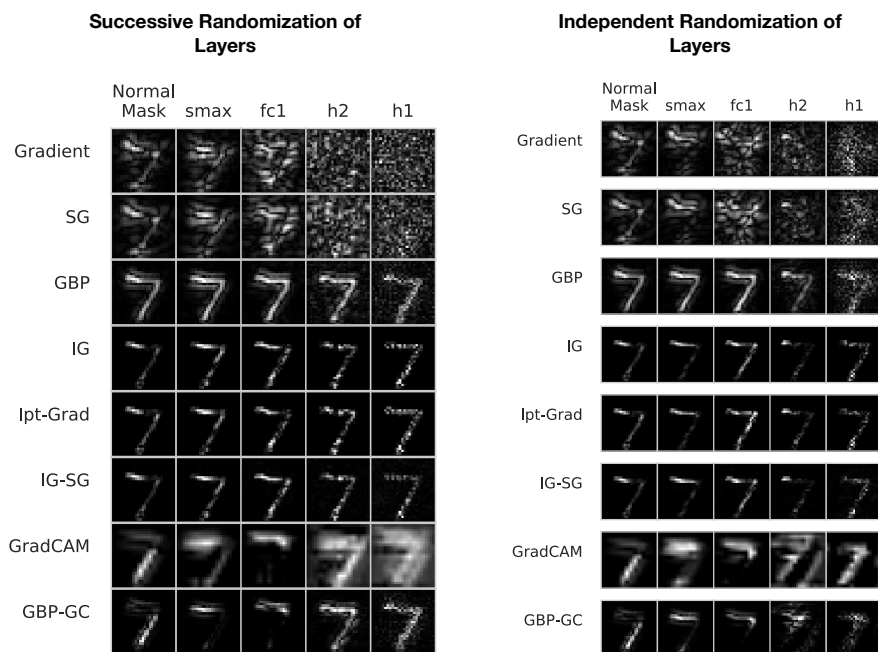 Successive Randomization of
Layers
Normal
Mask smax fc1 h2 h1
Gradient
SG
GBP
IG
Ipt-Grad
IG-SG
GradCAM
GBP-GC
Independent Randomization of
Layers
Normal
Mask smax fc1 h2 h1
Gradient
SG
GBP
IG
Ipt-Grad
IG-SG
GradCAM
GBP-GC